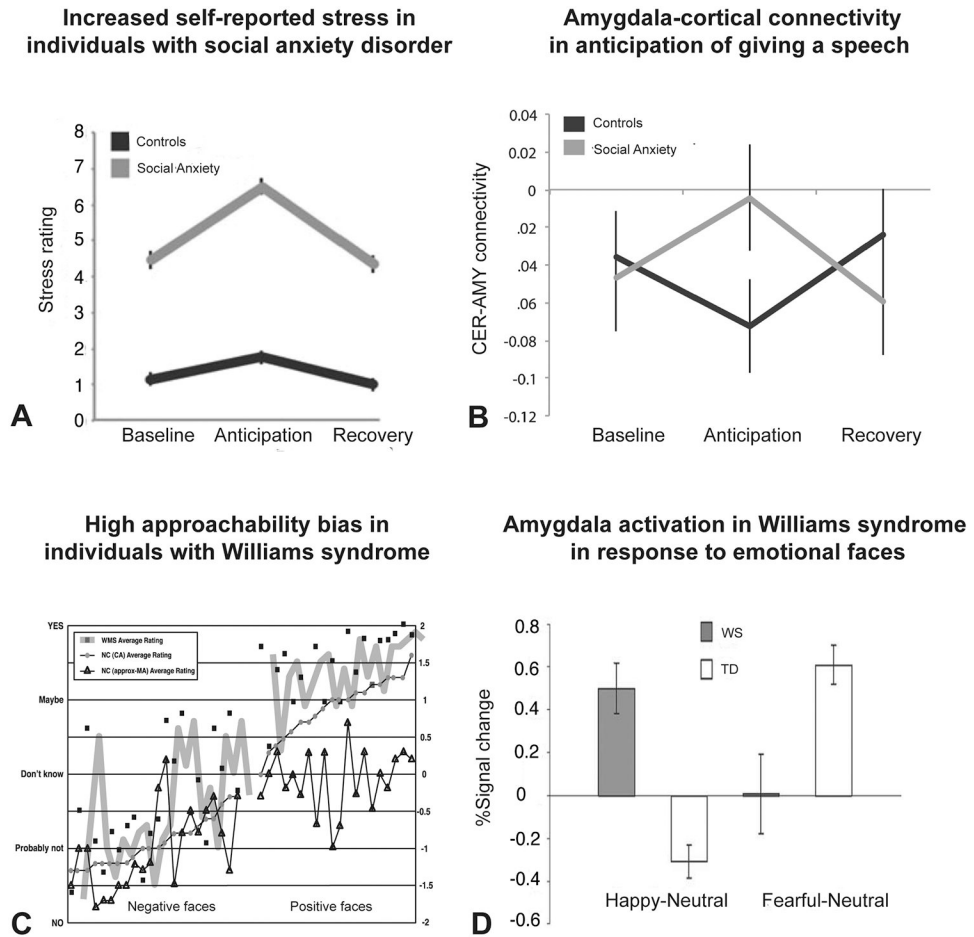 Increased self-reported stress in
individuals with social anxiety disorder
8
7
6
5
4
3
2
1
0
Stress rating
Controls
Social Anxiety
Baseline Anticipation Recovery
A
Amygdala-cortical connectivity
in anticipation of giving a speech
0.04
0.02
0
.02
.04
.06
-0.08
-0.1
-0.12
CER-AMY connectivity
Controls
Social Anxiety
Baseline Anticipation Recovery
B
High approachability bias in
individuals with Williams syndrome
YES
Maybe
Don't know
Probably not
NO
WMS Average Rating
NC (CA) Average Rating
NC (approx-MA) Average Rating
2
1.5
1
0.5
0
-0.5
-1
-1.5
-2
Negative faces Positive faces
C
Amygdala activation in Williams syndrome
in response to emotional faces
0.8
0.6
0.4
0.2
0
-0.2
-0.4
-0.6
%Signal change
WS
TD
Happy-Neutral Fearful-Neutral
D